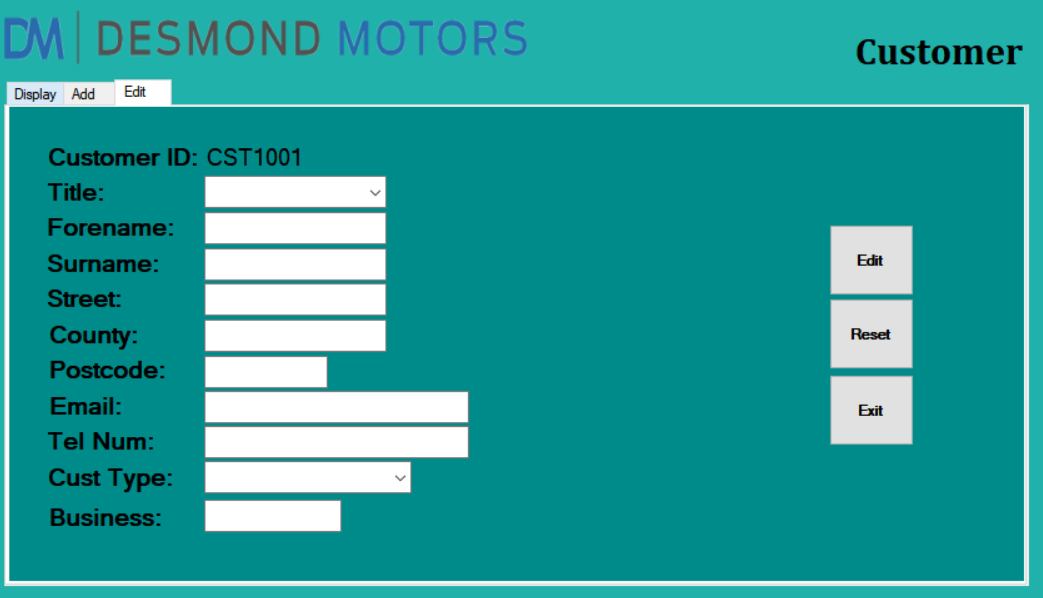 DM | DESMOND MOTORS
Customer
Display Add Edit
Customer ID: CST1001
Title:
Forename:
Surname:
Street:
County:
Postcode:
Email:
Tel Num:
Cust Type:
Business:
Edit
Reset
Exit